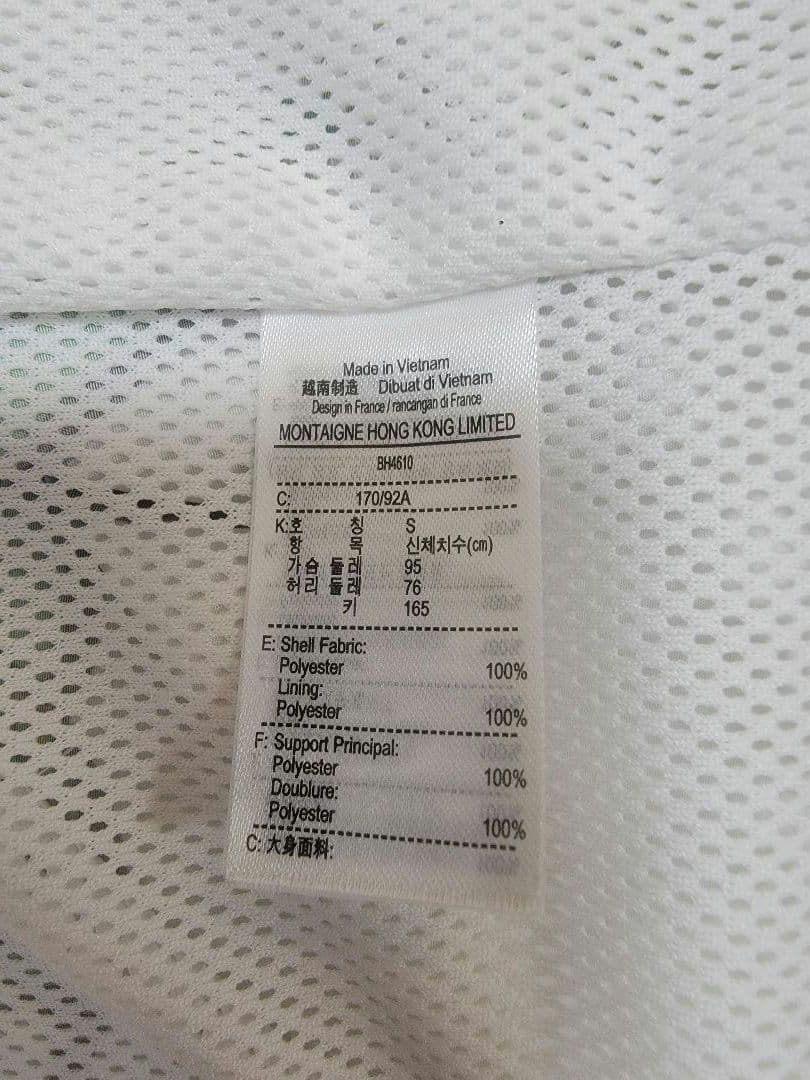 Made in Vietnam
越南制造 Dibuat di Vietnam
Design in France / rancangan di France
MONTAIGNE HONG KONG LIMITED
BH4610
C: 170/92A
K:호 칭 S
항 목 신체치수(cm)
가슴 둘레 95
허리 둘레 76
키 165
E: Shell Fabric:
Polyester 100%
Lining:
Polyester 100%
F: Support Principal:
Polyester 100%
Doublure:
Polyester 100%
C: 大身面料: